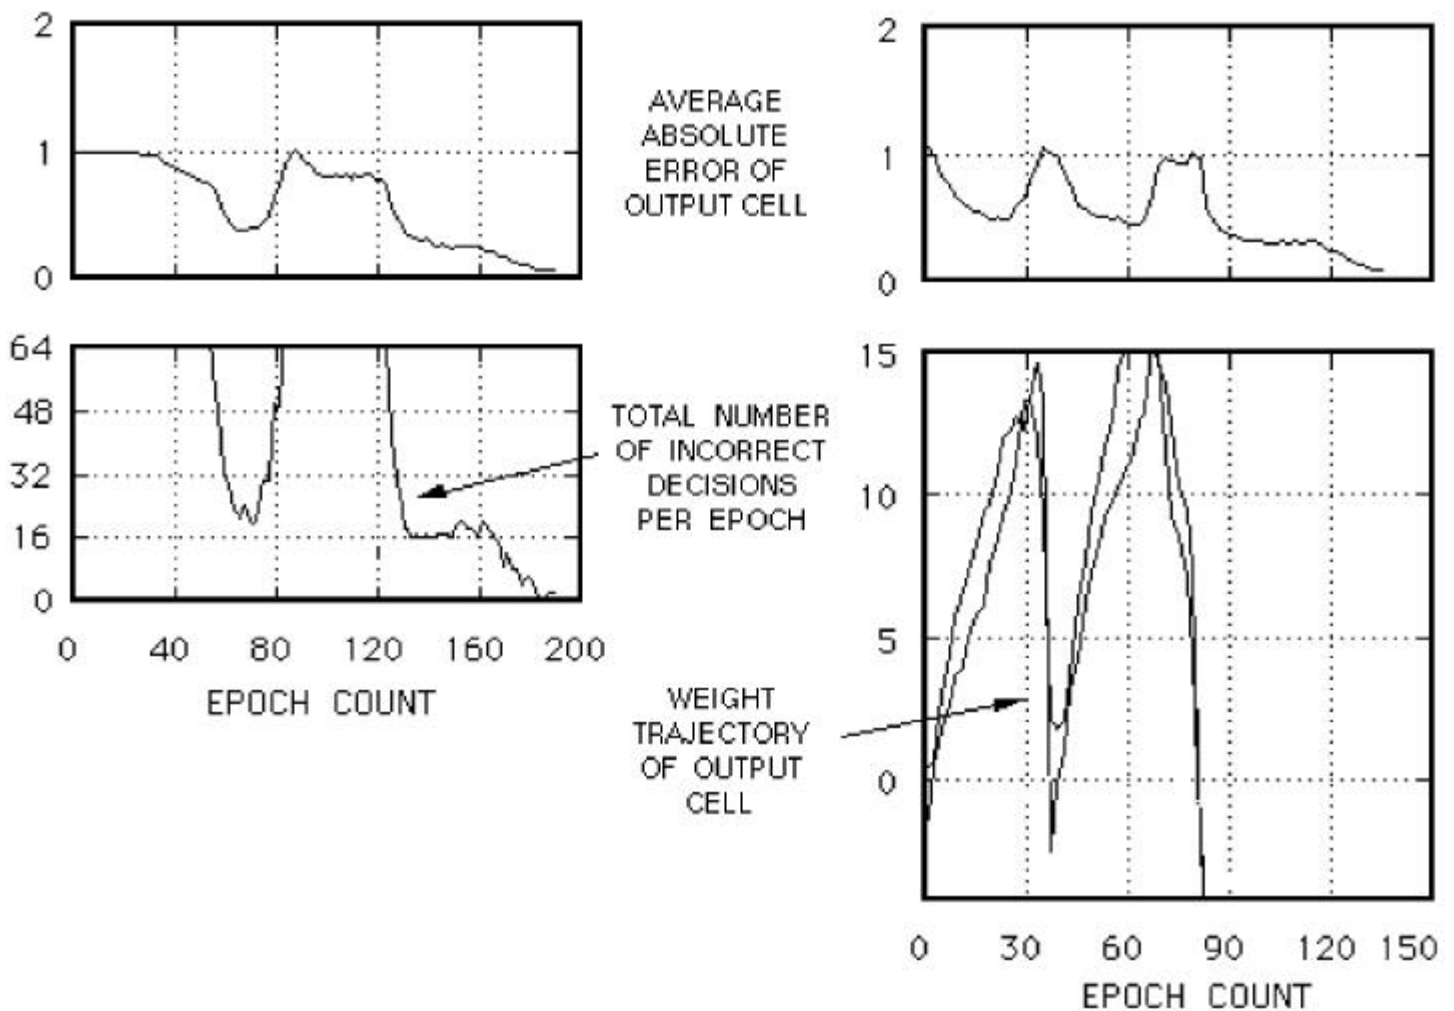 2
1
0
AVERAGE
ABSOLUTE
ERROR OF
OUTPUT CELL
2
1
0
64
48
32
16
0
0 40 80 120 160 200
EPOCH COUNT
TOTAL NUMBER
OF INCORRECT
DECISIONS
PER EPOCH
WEIGHT
TRAJECTORY
OF OUTPUT
CELL
15
10
5
0
0 30 60 90 120 150
EPOCH COUNT